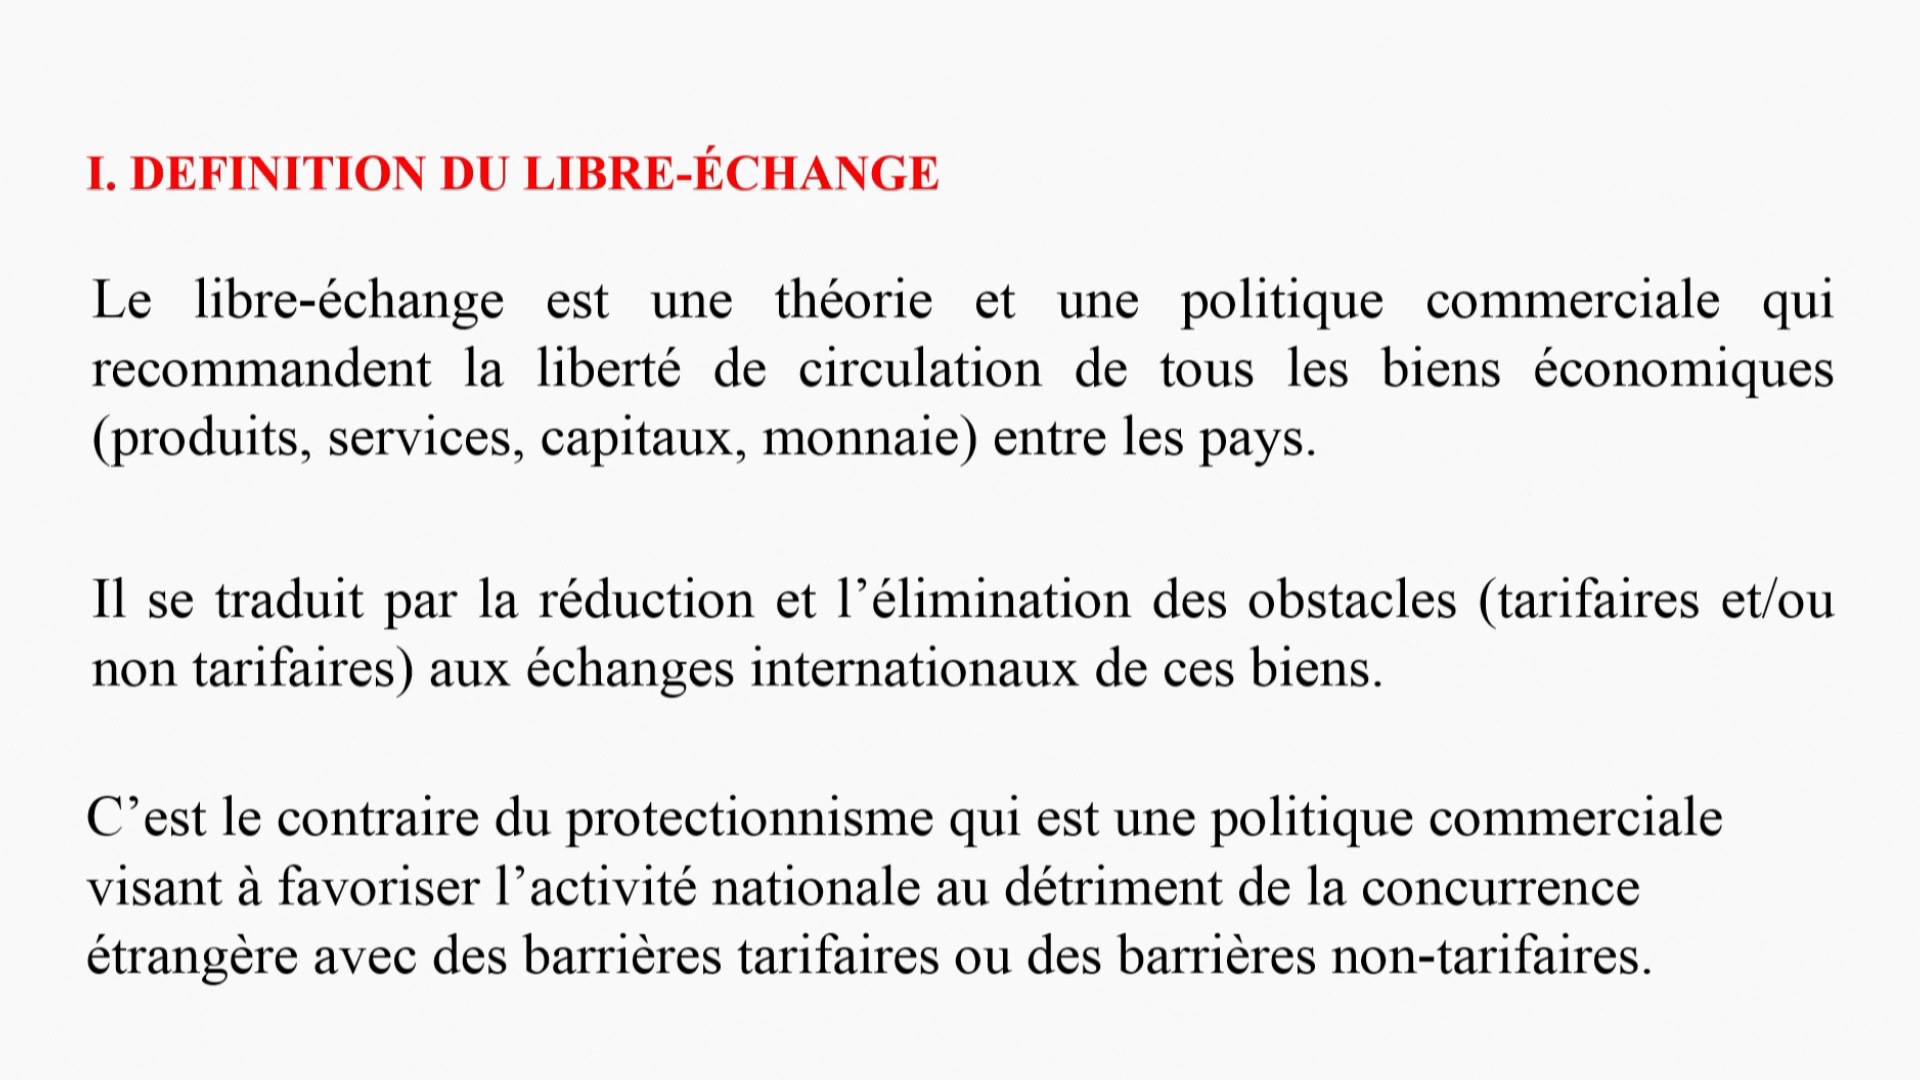 I. DEFINITION DU LIBRE-ÉCHANGE
Le libre-échange est une théorie et une politique commerciale qui
recommandent la liberté de circulation de tous les biens économiques
(produits, services, capitaux, monnaie) entre les pays.
Il se traduit par la réduction et l’élimination des obstacles (tarifaires et/ou
non tarifaires) aux échanges internationaux de ces biens.
C’est le contraire du protectionnisme qui est une politique commerciale
visant à favoriser l’activité nationale au détriment de la concurrence
étrangère avec des barrières tarifaires ou des barrières non-tarifaires.